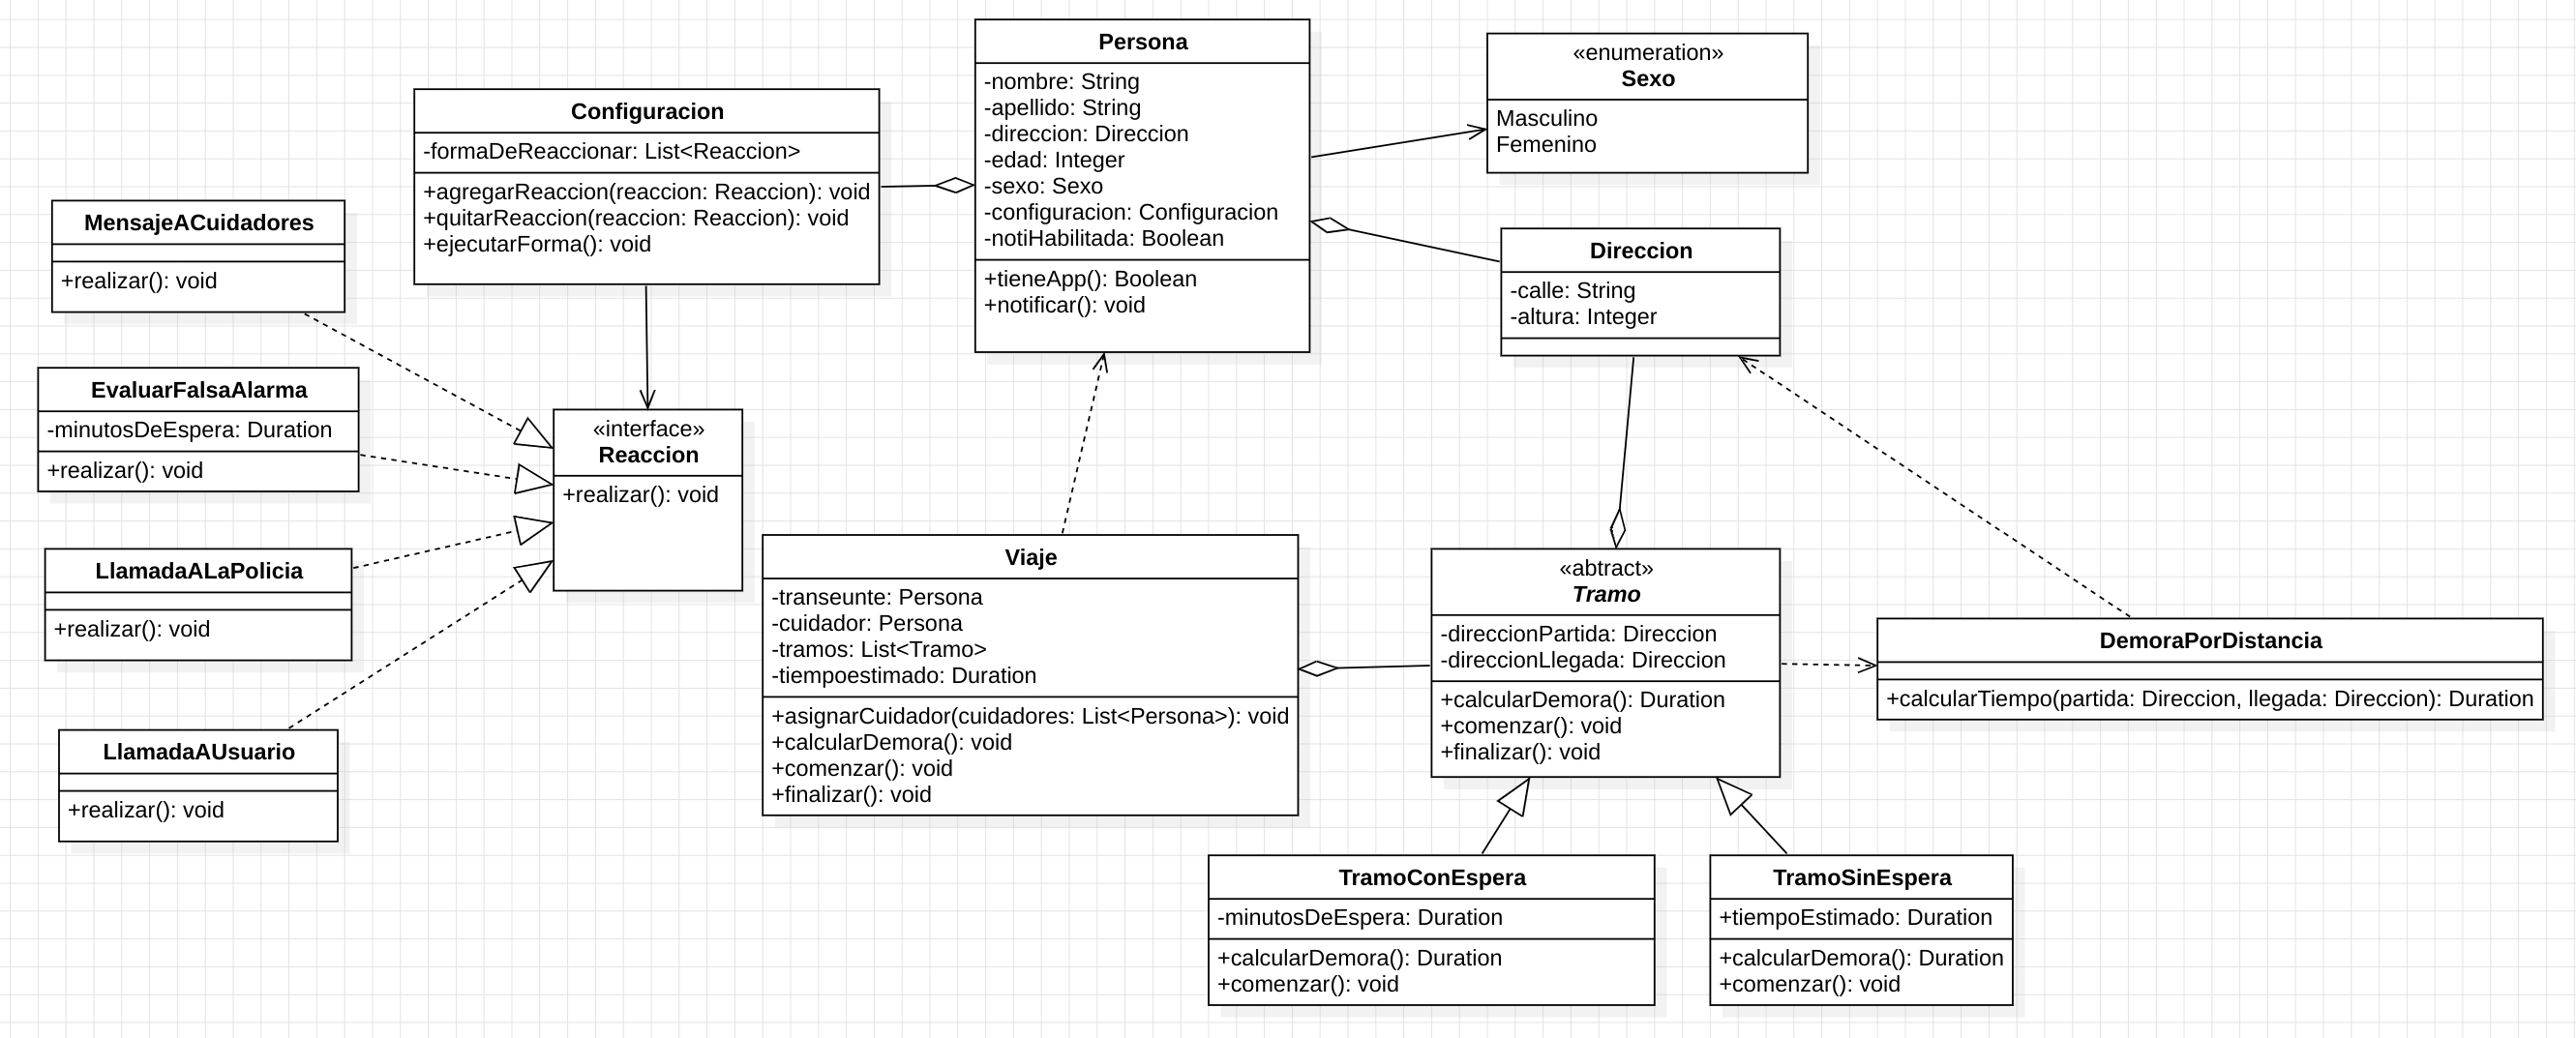 Persona
-nombre: String
-apellido: String
-direccion: Direccion
-edad: Integer
-sexo: Sexo
-configuracion: Configuracion
-notiHabilitada: Boolean
+tieneApp(): Boolean
+notificar(): void
«enumeration»
Sexo
Masculino
Femenino
Configuracion
-formaDeReaccionar: List<Reaccion>
+agregarReaccion(reaccion: Reaccion): void
+quitarReaccion(reaccion: Reaccion): void
+ejecutarForma(): void
MensajeACuidadores
+realizar(): void
Direccion
-calle: String
-altura: Integer
EvaluarFalsaAlarma
-minutosDeEspera: Duration
+realizar(): void
«interface»
Reaccion
+realizar(): void
LlamadaALaPolicia
+realizar(): void
Viaje
-transeunte: Persona
-cuidador: Persona
-tramos: List<Tramo>
-tiempoestimado: Duration
+asignarCuidador(cuidadores: List<Persona>): void
+calcularDemora(): void
+comenzar(): void
+finalizar(): void
«abtract»
Tramo
-direccionPartida: Direccion
-direccionLlegada: Direccion
+calcularDemora(): Duration
+comenzar(): void
+finalizar(): void
DemoraPorDistancia
+calcularTiempo(partida: Direccion, llegada: Direccion): Duration
LlamadaAUsuario
+realizar(): void
TramoConEspera
-minutosDeEspera: Duration
+calcularDemora(): Duration
+comenzar(): void
TramoSinEspera
+tiempoEstimado: Duration
+calcularDemora(): Duration
+comenzar(): void